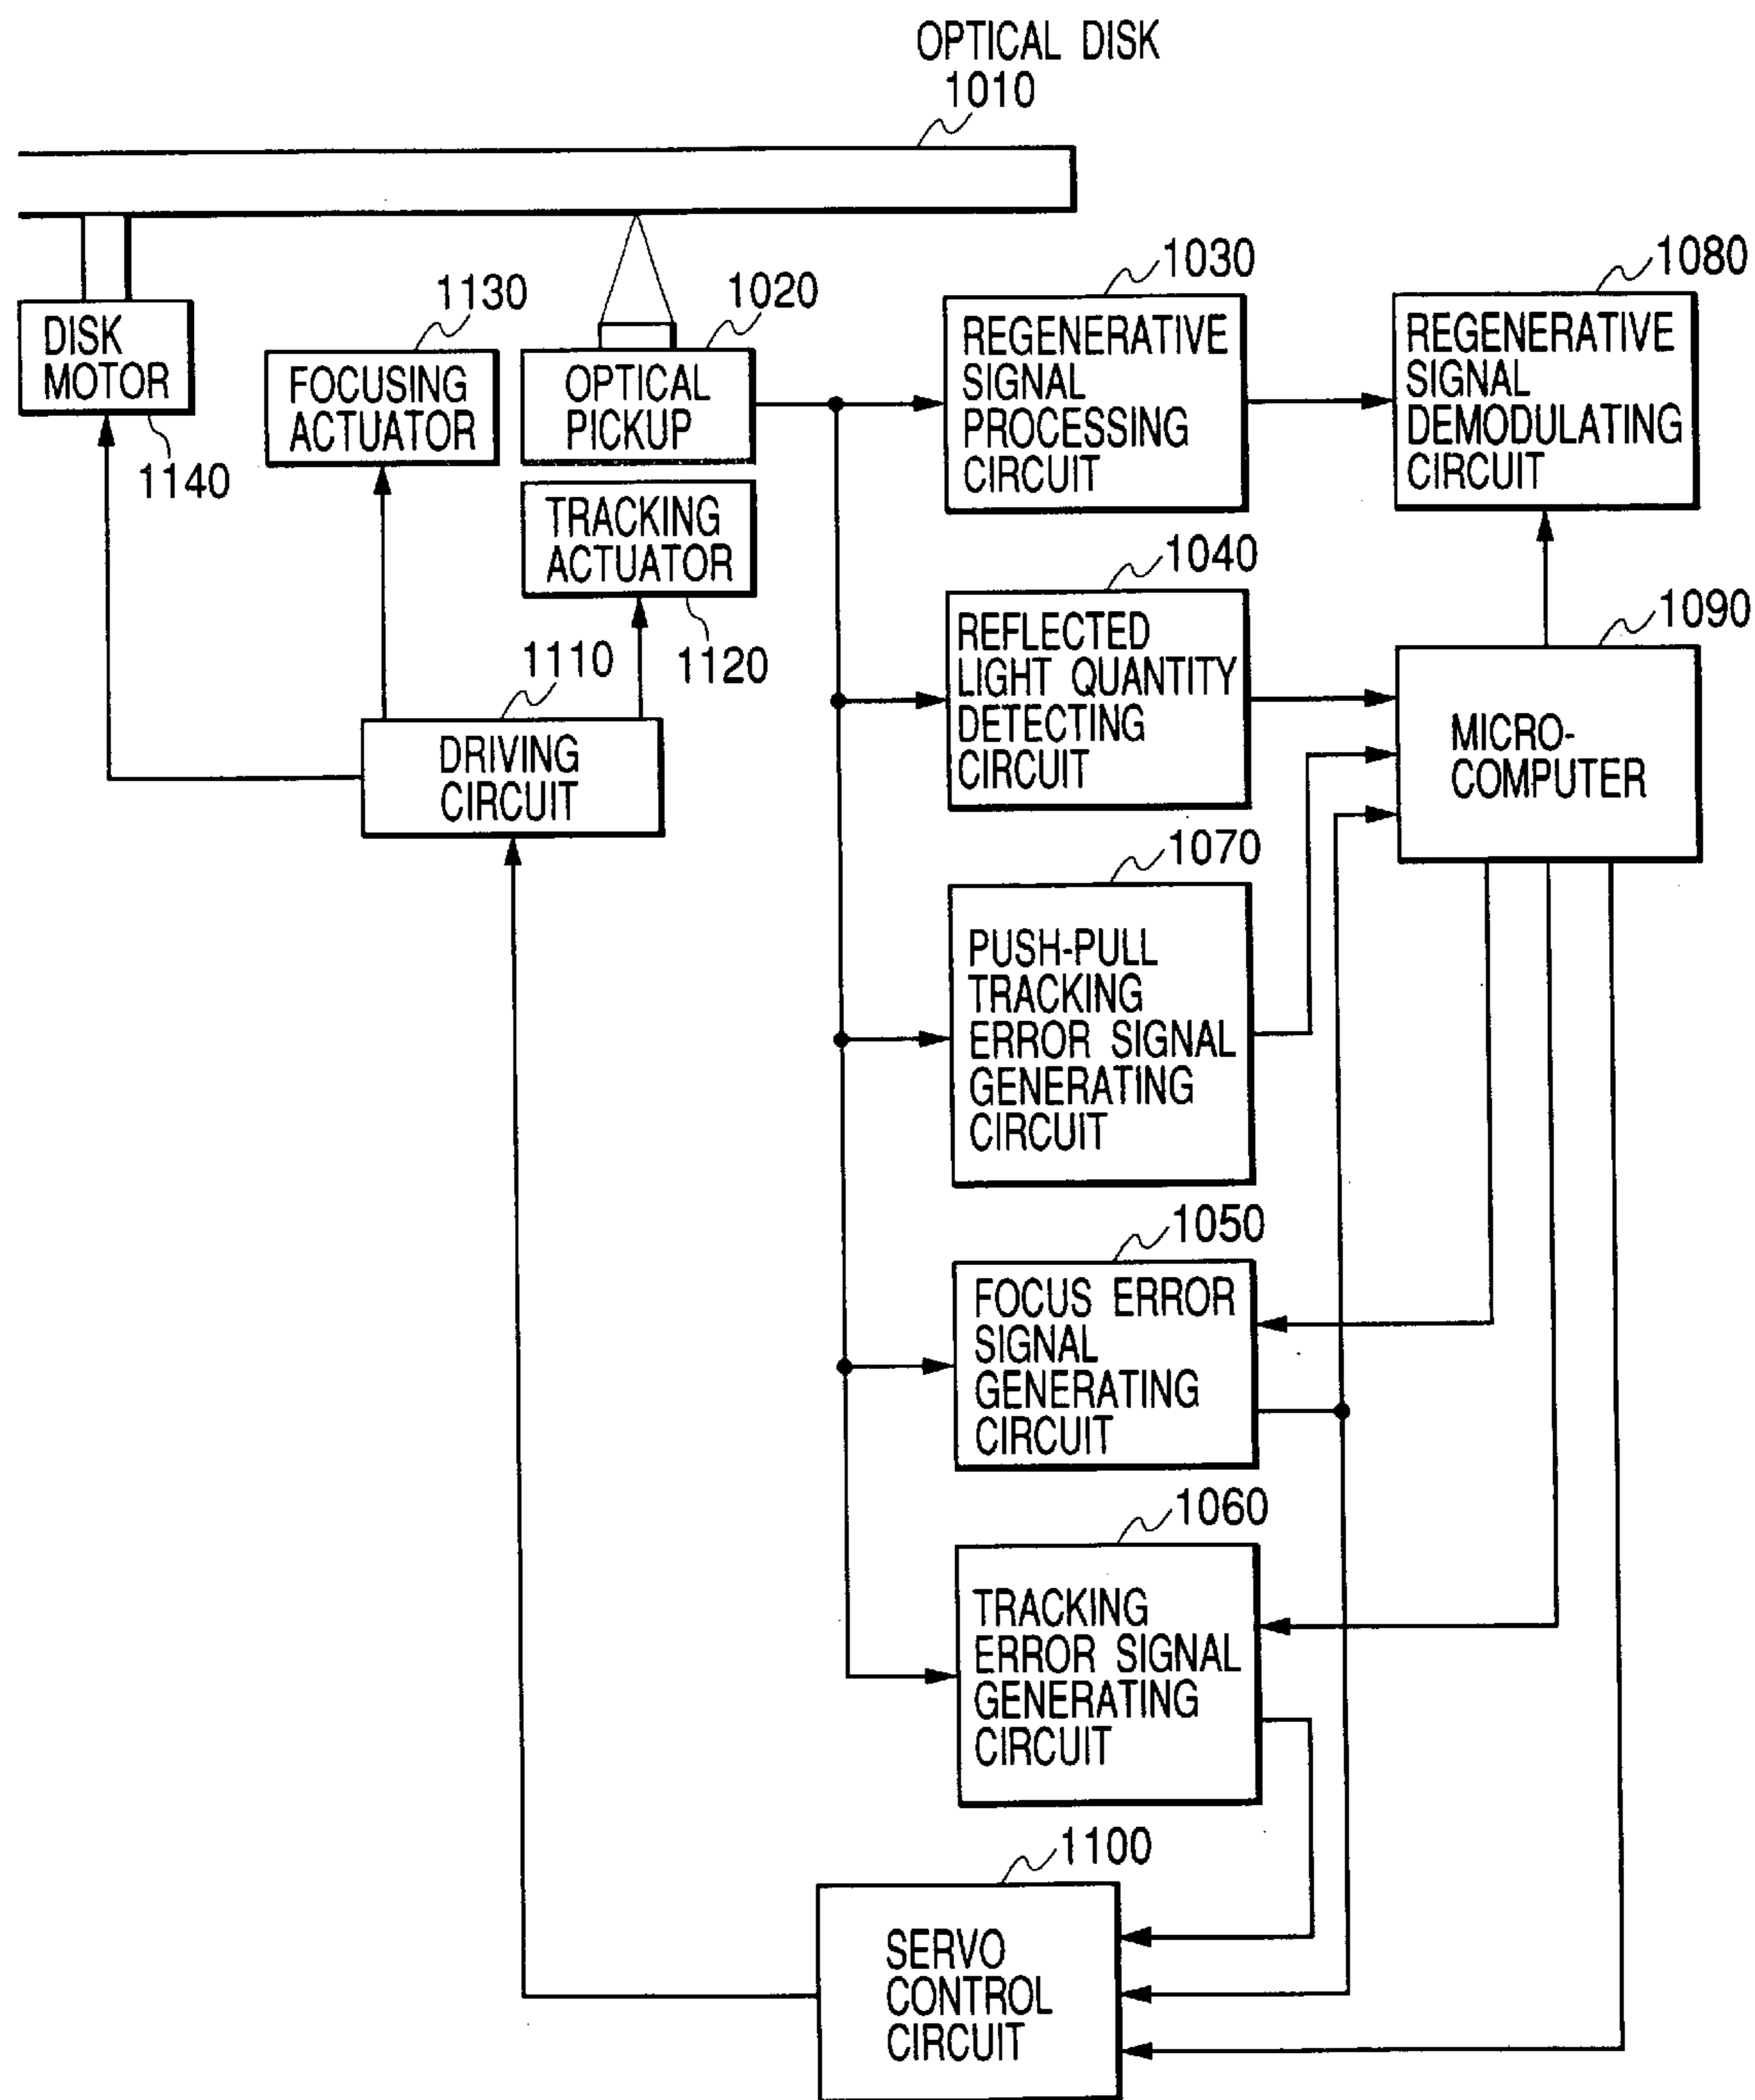 OPTICAL DISK
1010
1130
1020
1030
1080
DISK
MOTOR
1140
FOCUSING
ACTUATOR
OPTICAL
PICKUP
REGENERATIVE
SIGNAL
PROCESSING
CIRCUIT
REGENERATIVE
SIGNAL
DEMODULATING
CIRCUIT
TRACKING
ACTUATOR
1120
1110
DRIVING
CIRCUIT
1040
REFLECTED
LIGHT QUANTITY
DETECTING
CIRCUIT
1090
MICRO-
COMPUTER
1070
PUSH-PULL
TRACKING
ERROR SIGNAL
GENERATING
CIRCUIT
1050
FOCUS ERROR
SIGNAL
GENERATING
CIRCUIT
1060
TRACKING
ERROR SIGNAL
GENERATING
CIRCUIT
1100
SERVO
CONTROL
CIRCUIT